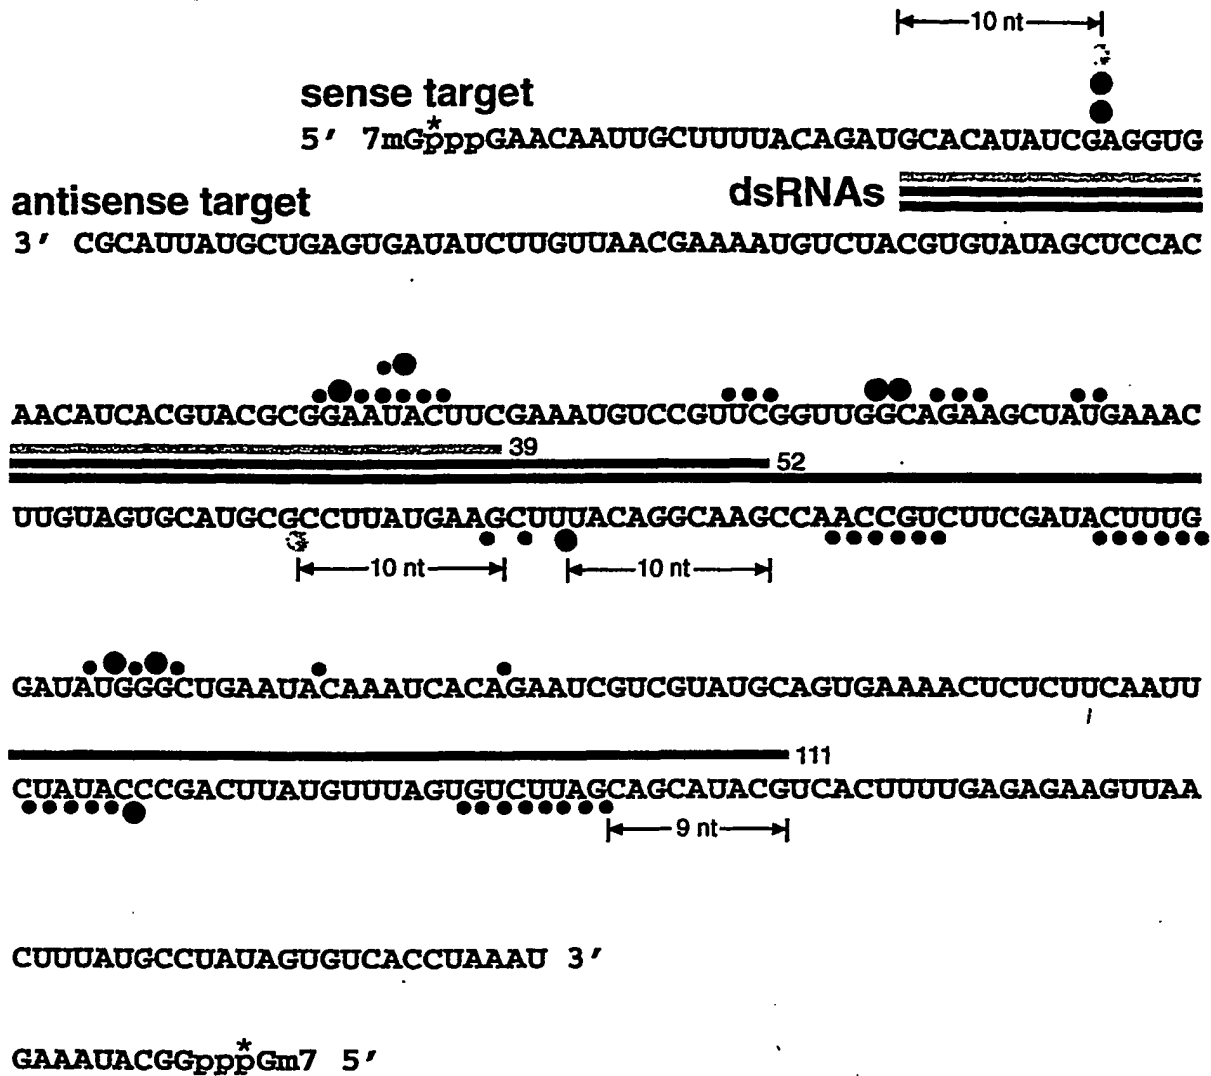 10 nt
sense target
*
5' 7mGpppGAACAAUUGCUUUUACAGAUGCACAUAUCGAGGUG
dsRNAs
antisense target
3' CGCAUUAUGCUGAGUGAUAUCUUGUUAACGAAAAUGUCUACGUGUAUAGCUCCAC
AACAUCACGUACGCGGAAUACUUCGAAAUGUCCGUUCGGUUGGCAGAAGCUAUGAAAC
39
52
UUGUAGUGCAUGCGCCUUAUGAAGCUUUACAGGCAAGCCAACCGUCUUCGAUACUUUG
10 nt 10 nt
GAUAUGGGCUGAAUACAAAUCACAGAAUCGUCGUAUGCAGUGAAAACUCUCUUCAAUU
111
CUAUACCCGACUUAUGUUUAGUGUCUUAGCAGCAUACGUCACUUUUGAGAGAAGUUAA
9 nt
CUUUAUGCCUAUAGUGUCACCUAAAU 3'
*
GAAAUACGGpppGm7 5'